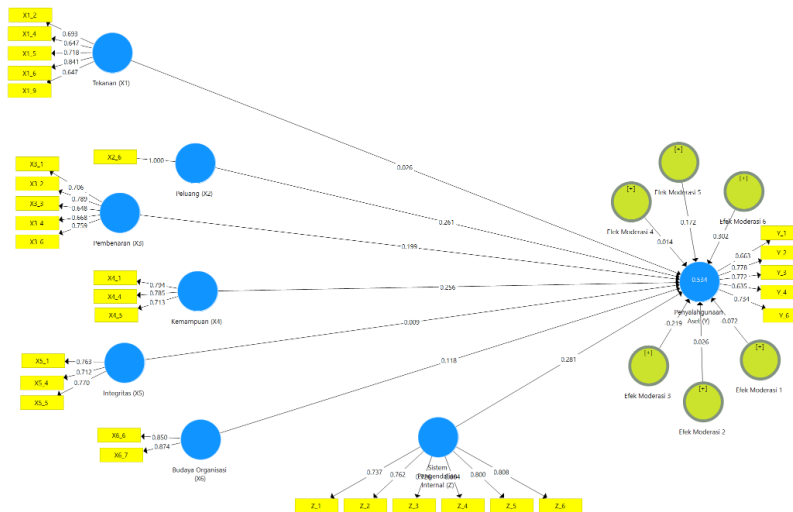 X1_2
X1_4
X1_5
X1_6
X1_9
0.693
0.647
0.718
0.841
0.647
Tekanan (X1)
X2_6
1.000
Peluang (X2)
X3_1
X3_2
X3_3
X3_4
X3_6
0.706
0.789
0.648
0.668
0.759
Pembenaran (X3)
X4_1
X4_4
X4_5
0.794
0.785
0.713
Kemampuan (X4)
X5_1
X5_4
X5_5
0.763
0.712
0.770
Integritas (X5)
X6_6
X6_7
0.850
0.874
Budaya Organisasi
(X6)
0.026
0.261
0.199
0.256
0.009
0.118
0.281
Sistem
Pengendalian
Internal (Z)
0.737
0.762
0.800
0.808
Z_1
Z_2
Z_3
Z_4
Z_5
Z_6
[+]
Efek Moderasi 5
[+]
Efek Moderasi 4
Efek Moderasi 6
0.172
0.014
0.302
0.534
Penyalahgunaan
Aset (Y)
0.663
0.778
0.772
0.635
0.734
Y_1
Y_2
Y_3
Y_4
Y_6
-0.219
0.026
-0.072
Efek Moderasi 3
[+]
Efek Moderasi 2
[+]
Efek Moderasi 1